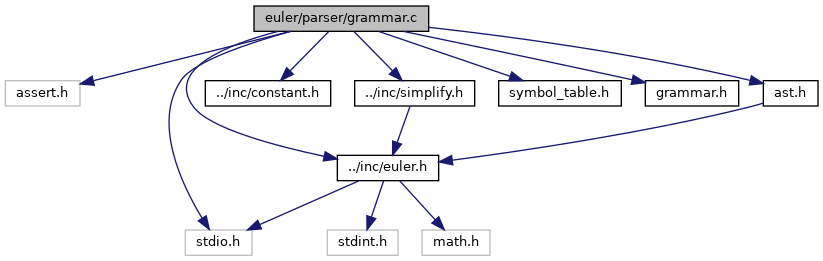 euler/parser/grammar.c
assert.h
../inc/constant.h
../inc/simplify.h
symbol_table.h
grammar.h
ast.h
../inc/euler.h
stdio.h
stdint.h
math.h